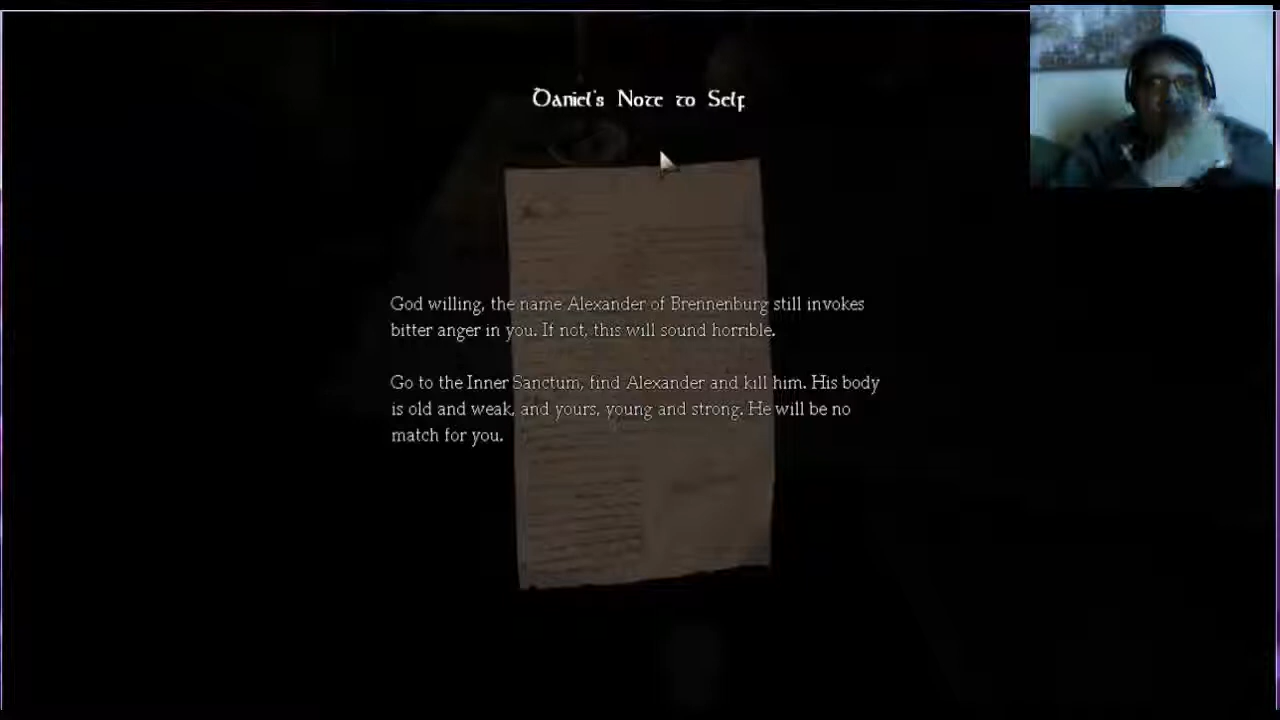 Daniel's Note to Self
God willing, the name Alexander of Brennenburg still invokes
bitter anger in you. If not, this will sound horrible.
Go to the Inner Sanctum, find Alexander and kill him. His body
is old and weak, and yours, young and strong. He will be no
match for you.